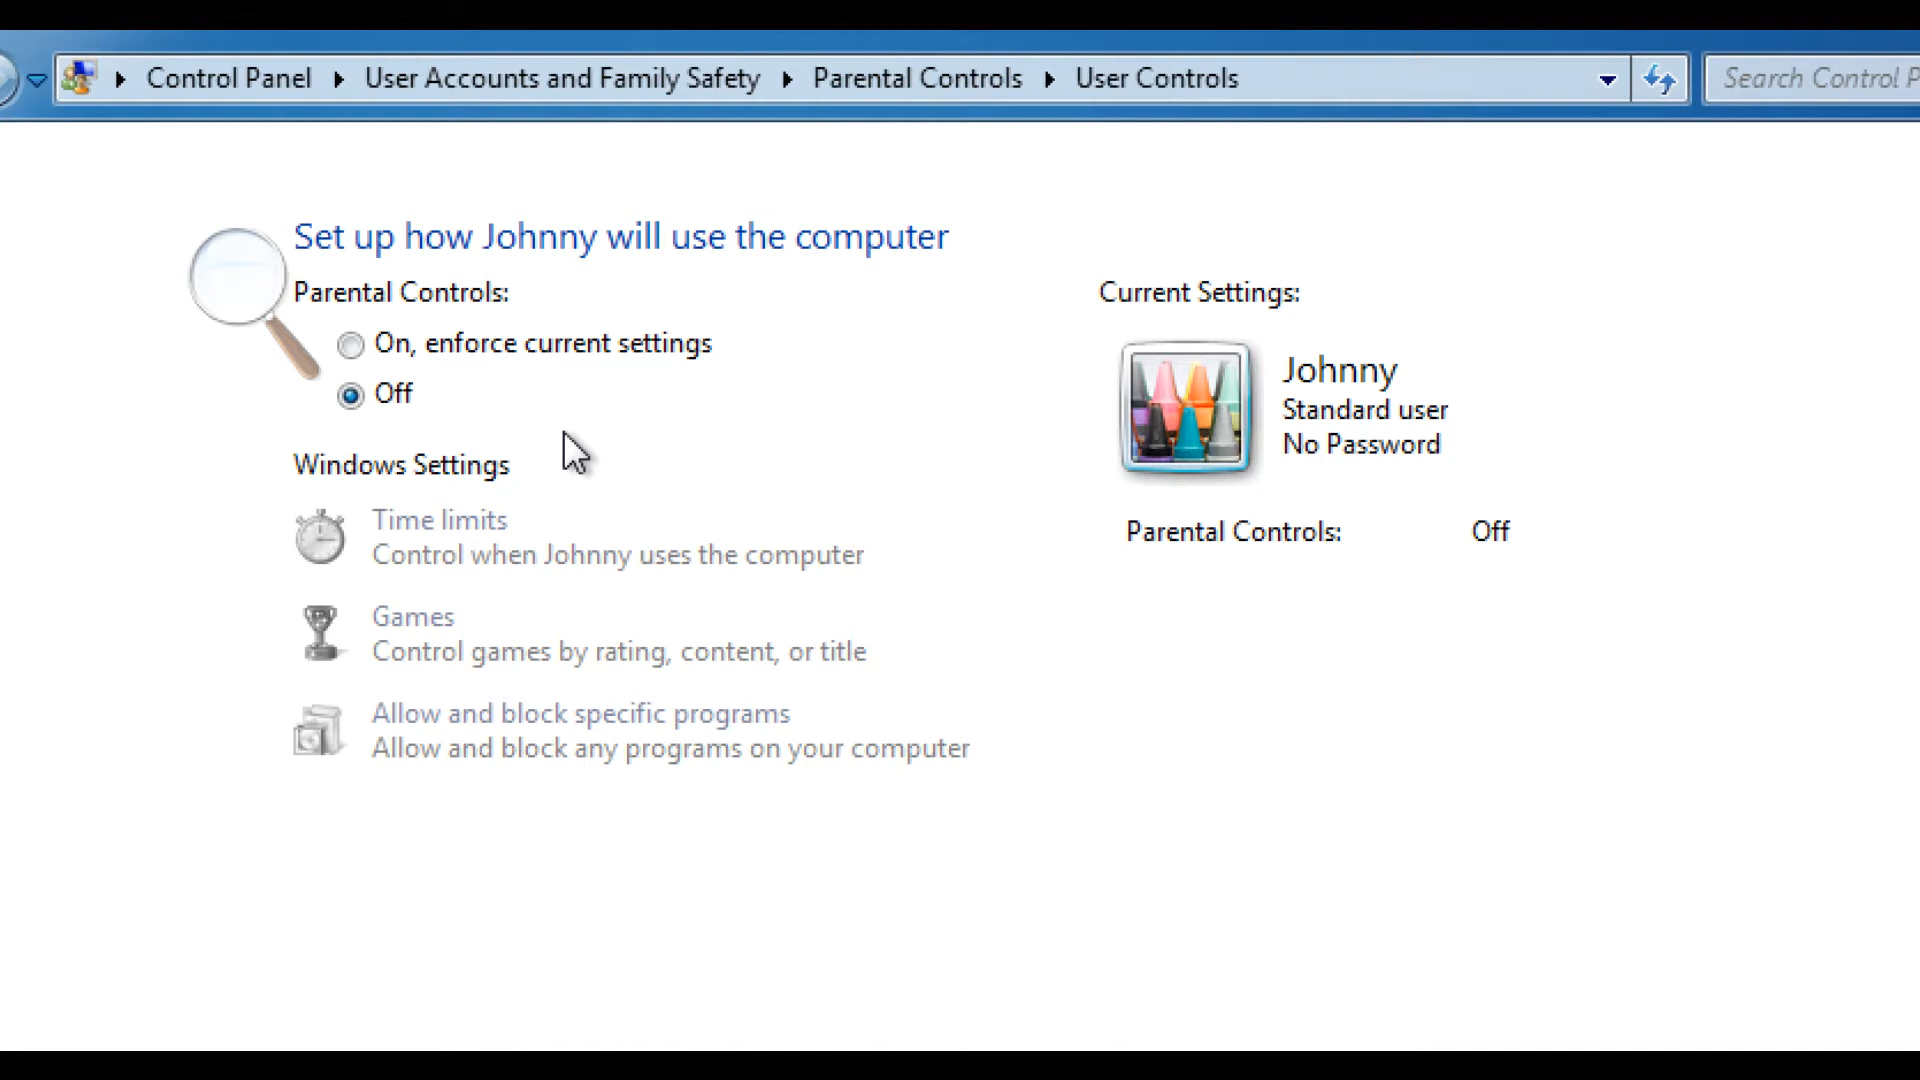 Control Panel User Accounts and Family Safety Parental Controls User Controls
Search Control P
Set up how Johnny will use the computer
Parental Controls:
On, enforce current settings
Off
Windows Settings
Time limits
Control when Johnny uses the computer
Games
Control games by rating, content, or title
Allow and block specific programs
Allow and block any programs on your computer
Current Settings:
Johnny
Standard user
No Password
Parental Controls: Off